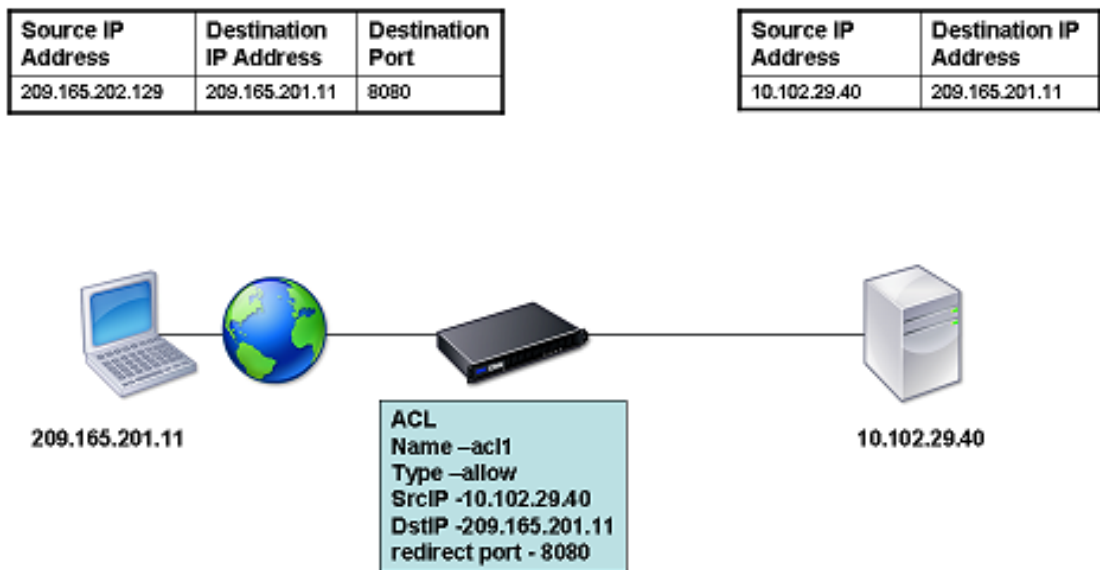 Source IP Address
Destination IP Address
Destination Port
209.165.202.129
209.165.201.11
8080
Source IP Address
Destination IP Address
10.102.29.40
209.165.201.11
209.165.201.11
10.102.29.40
ACL
Name –acl1
Type –allow
SrcIP -10.102.29.40
DstIP -209.165.201.11
redirect port - 8080